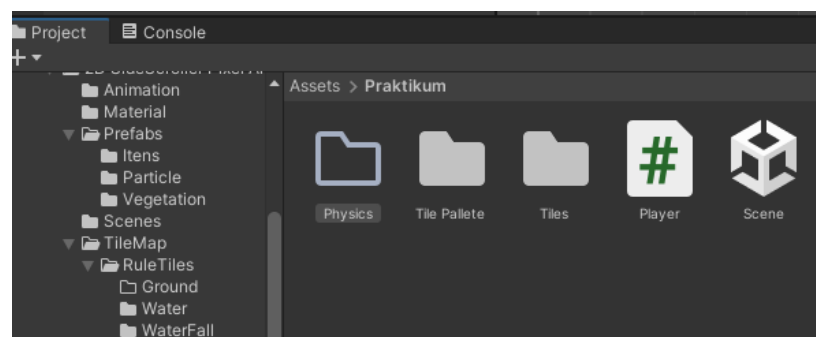 Project
Console
Assets > Praktikum
Animation
Material
Prefabs
Itens
Particle
Vegetation
Scenes
TileMap
RuleTiles
Ground
Water
WaterFall
Physics
Tile Pallete
Tiles
Player
Scene